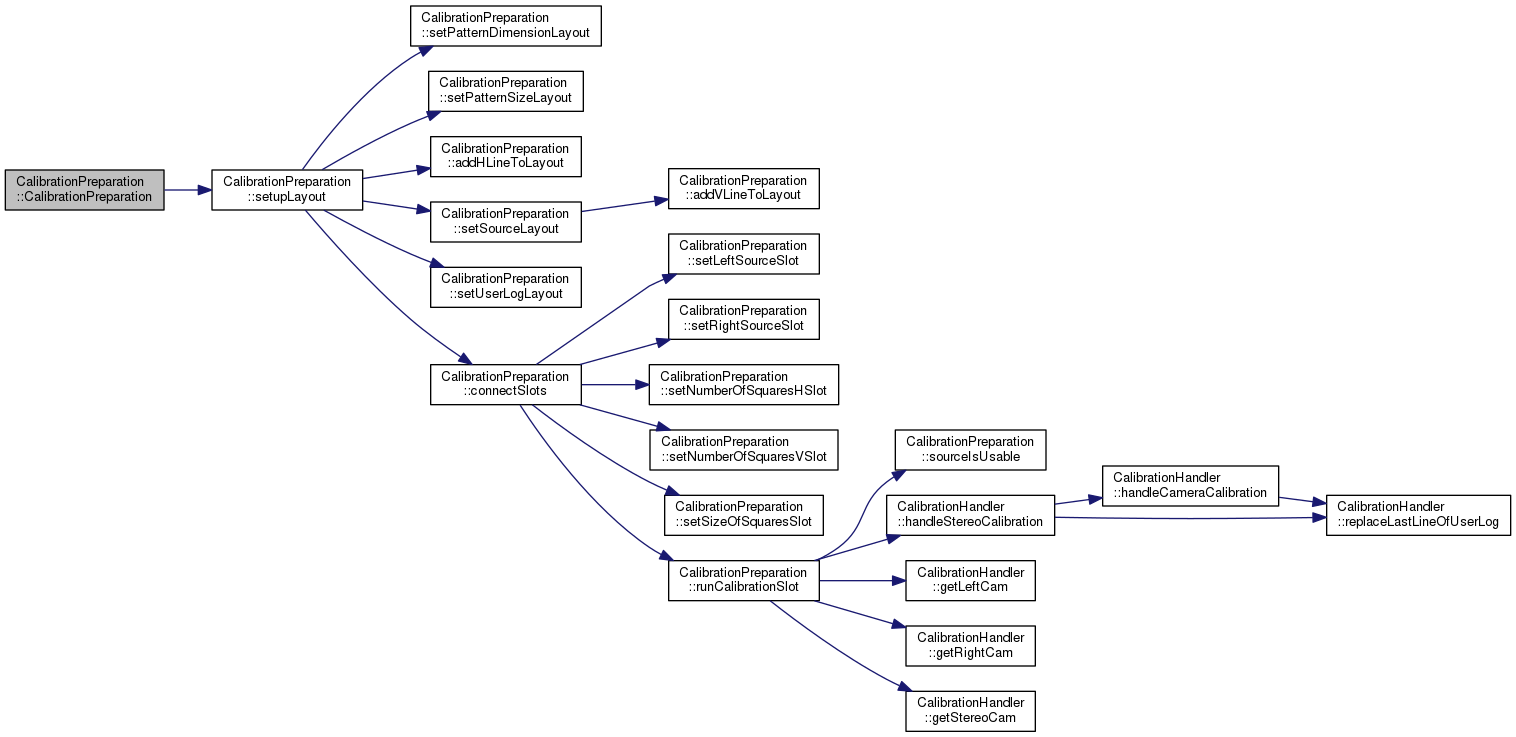 CalibrationPreparation
::setPatternDimensionLayout
CalibrationPreparation
::setPatternSizeLayout
CalibrationPreparation
::addHLineToLayout
CalibrationPreparation
::addVLineToLayout
CalibrationPreparation
::CalibrationPreparation
CalibrationPreparation
::setupLayout
CalibrationPreparation
::setSourceLayout
CalibrationPreparation
::setLeftSourceSlot
CalibrationPreparation
::setUserLogLayout
CalibrationPreparation
::setRightSourceSlot
CalibrationPreparation
::connectSlots
CalibrationPreparation
::setNumberOfSquaresHSlot
CalibrationPreparation
::setNumberOfSquaresVSlot
CalibrationPreparation
::sourceIsUsable
CalibrationHandler
::handleCameraCalibration
CalibrationPreparation
::setSizeOfSquaresSlot
CalibrationHandler
::handleStereoCalibration
CalibrationHandler
::replaceLastLineOfUserLog
CalibrationPreparation
::runCalibrationSlot
CalibrationHandler
::getLeftCam
CalibrationHandler
::getRightCam
CalibrationHandler
::getStereoCam